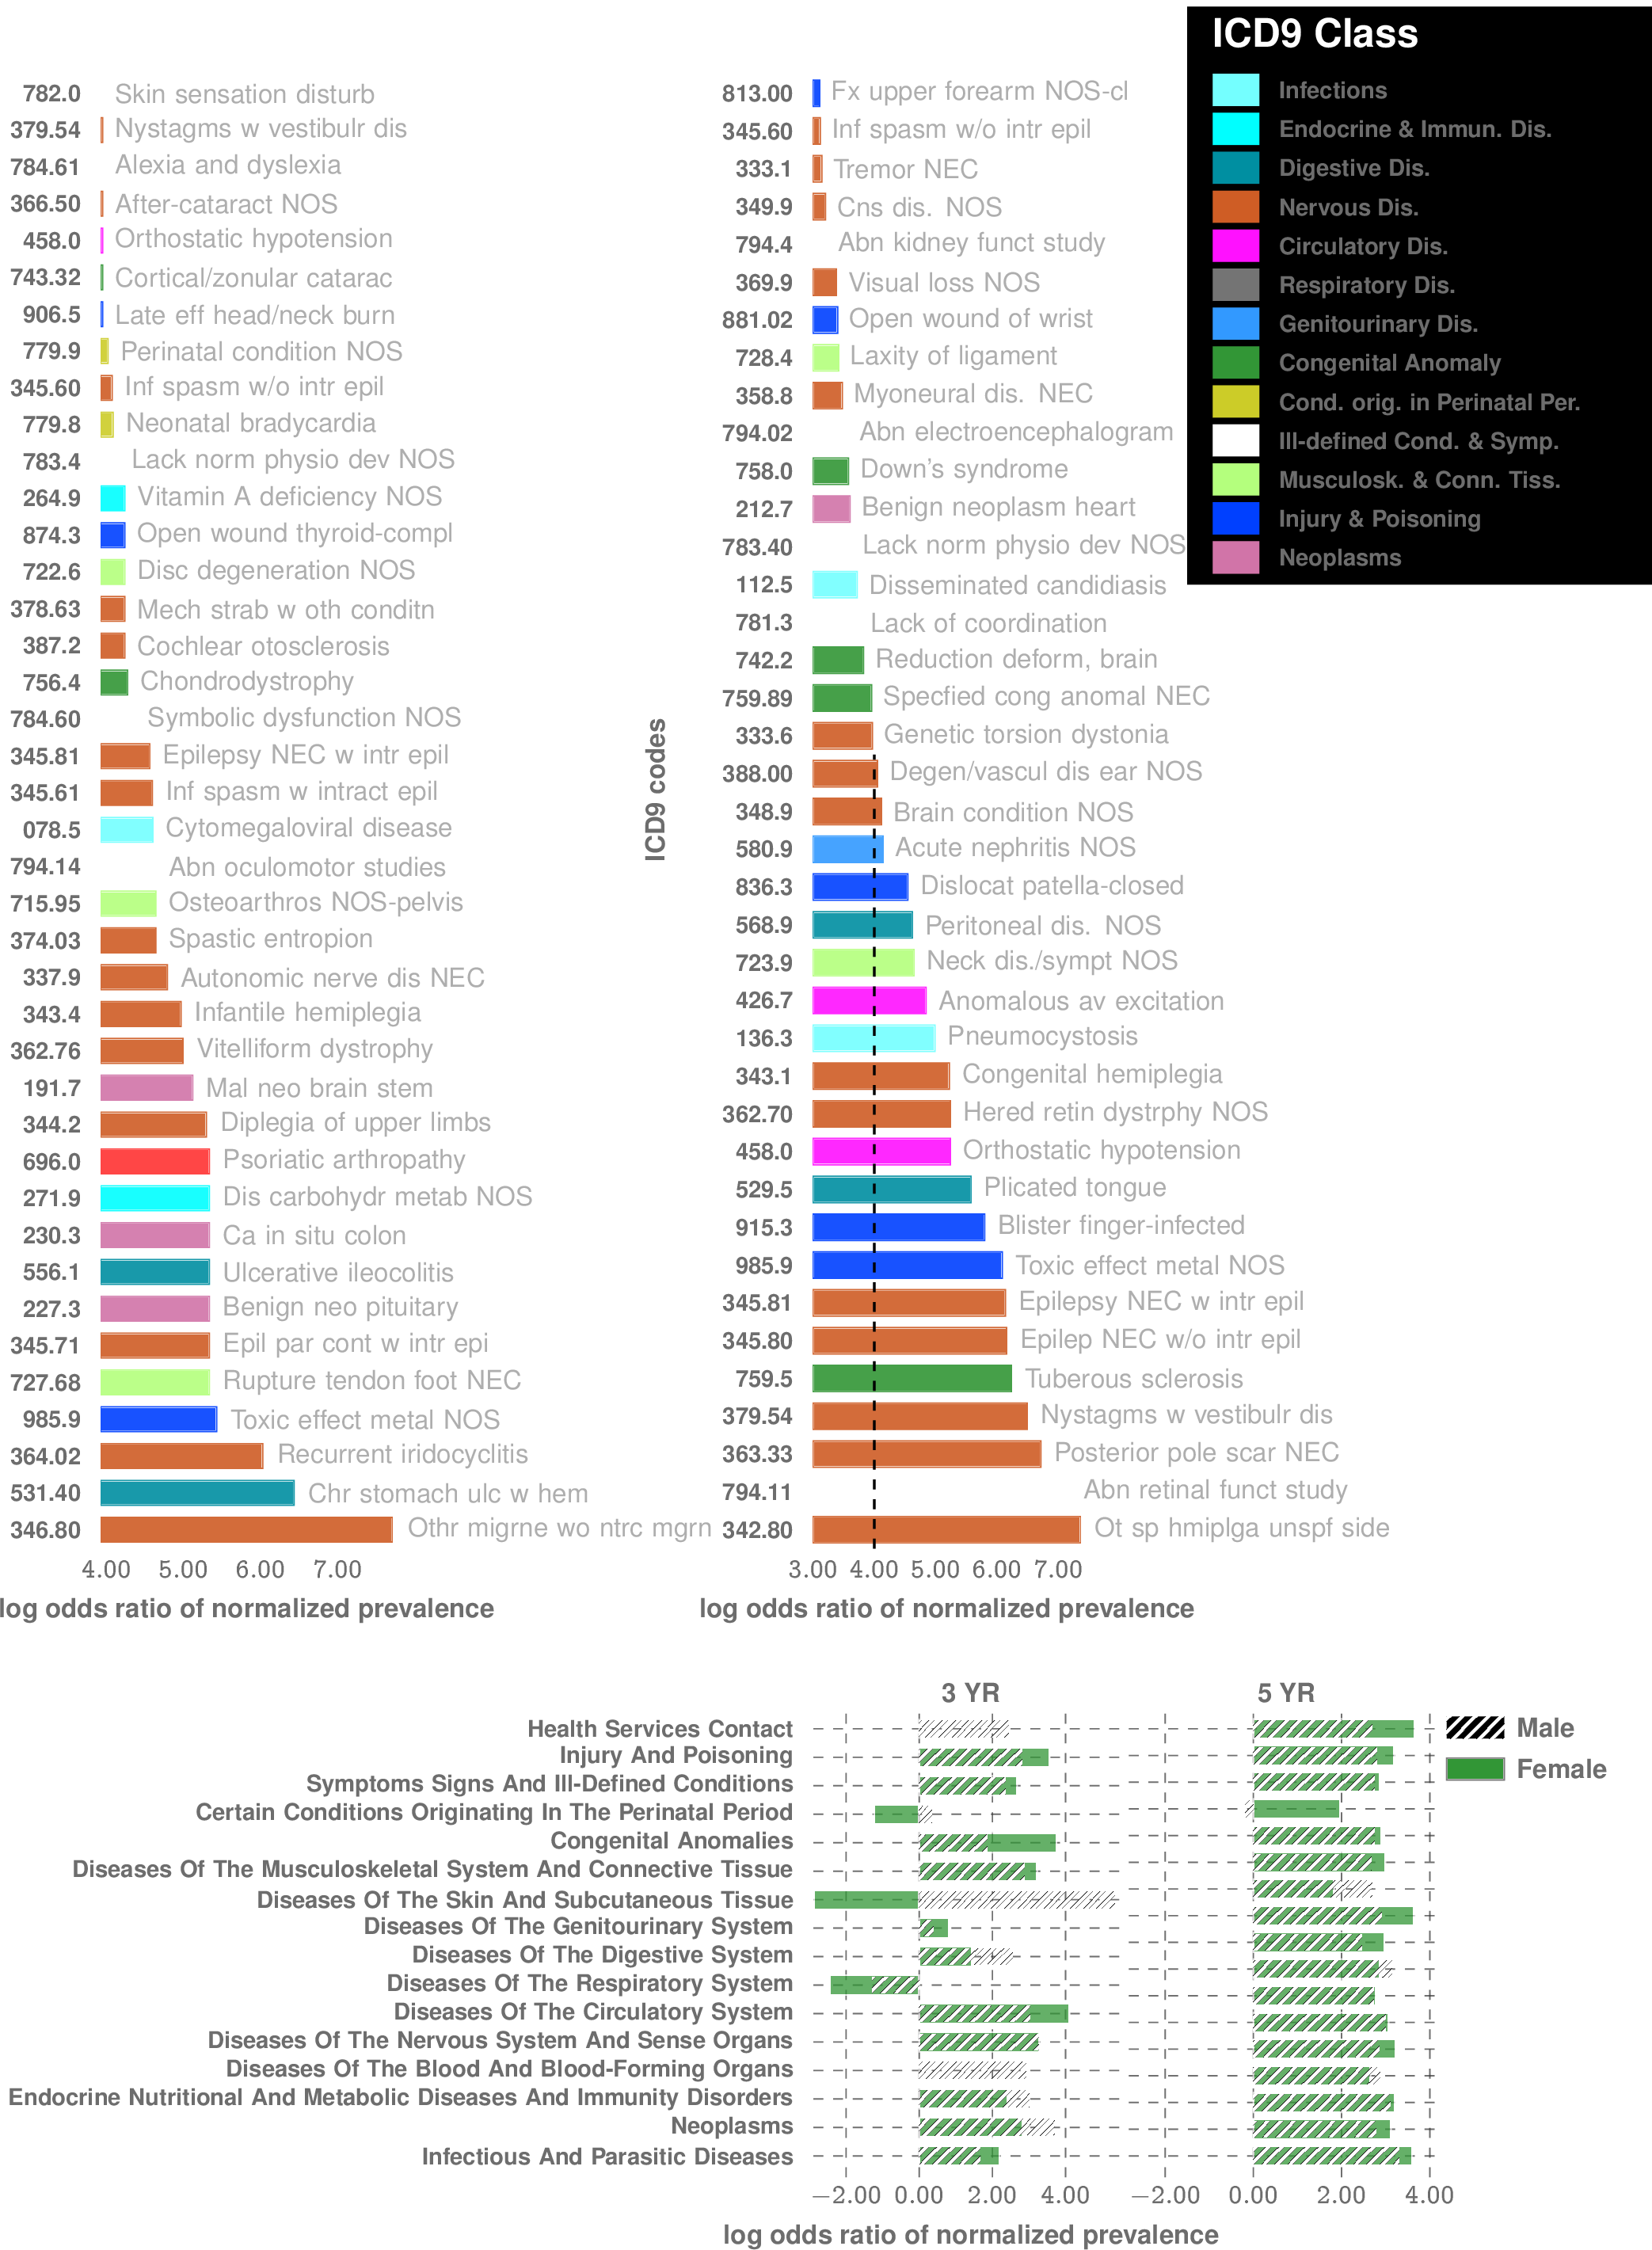 782.0 Skin sensation disturb
379.54 Nystagms w vestibulr dis
784.61 Alexia and dyslexia
366.50 After-cataract NOS
458.0 Orthostatic hypotension
743.32 Cortical/zonular catarac
906.5 Late eff head/neck burn
779.9 Perinatal condition NOS
345.60 Inf spasm w/o intr epil
779.8 Neonatal bradycardia
783.4 Lack norm physio dev NOS
264.9 Vitamin A deficiency NOS
874.3 Open wound thyroid-compl
722.6 Disc degeneration NOS
378.63 Mech strab w oth conditn
387.2 Cochlear otosclerosis
756.4 Chondrodystrophy
784.60 Symbolic dysfunction NOS
345.81 Epilepsy NEC w intr epil
345.61 Inf spasm w intract epil
078.5 Cytomegaloviral disease
794.14 Abn oculomotor studies
715.95 Osteoarthros NOS-pelvis
374.03 Spastic entropion
337.9 Autonomic nerve dis NEC
343.4 Infantile hemiplegia
362.76 Vitelliform dystrophy
191.7 Mal neo brain stem
344.2 Diplegia of upper limbs
696.0 Psoriatic arthropathy
271.9 Dis carbohydr metab NOS
230.3 Ca in situ colon
556.1 Ulcerative ileocolitis
227.3 Benign neo pituitary
345.71 Epil par cont w intr epi
727.68 Rupture tendon foot NEC
985.9 Toxic effect metal NOS
364.02 Recurrent iridocyclitis
531.40 Chr stomach ulc w hem
346.80 Othr migrne wo ntrc mgrn
4.00 5.00 6.00 7.00
log odds ratio of normalized prevalence
ICD9 codes
813.00 Fx upper forearm NOS-cl
345.60 Inf spasm w/o intr epil
333.1 Tremor NEC
349.9 Cns dis. NOS
794.4 Abn kidney funct study
369.9 Visual loss NOS
881.02 Open wound of wrist
728.4 Laxity of ligament
358.8 Myoneural dis. NEC
794.02 Abn electroencephalogram
758.0 Down's syndrome
212.7 Benign neoplasm heart
783.40 Lack norm physio dev NOS
112.5 Disseminated candidiasis
781.3 Lack of coordination
742.2 Reduction deform, brain
759.89 Specfied cong anomal NEC
333.6 Genetic torsion dystonia
388.00 Degen/vascul dis ear NOS
348.9 Brain condition NOS
580.9 Acute nephritis NOS
836.3 Dislocat patella-closed
568.9 Peritoneal dis. NOS
723.9 Neck dis./sympt NOS
426.7 Anomalous av excitation
136.3 Pneumocystosis
343.1 Congenital hemiplegia
362.70 Hered retin dystrphy NOS
458.0 Orthostatic hypotension
529.5 Plicated tongue
915.3 Blister finger-infected
985.9 Toxic effect metal NOS
345.81 Epilepsy NEC w intr epil
345.80 Epilep NEC w/o intr epil
759.5 Tuberous sclerosis
379.54 Nystagms w vestibulr dis
363.33 Posterior pole scar NEC
794.11 Abn retinal funct study
342.80 Ot sp hmiplga unspf side
3.00 4.00 5.00 6.00 7.00
log odds ratio of normalized prevalence
ICD9 Class
Infections
Endocrine & Immun. Dis.
Digestive Dis.
Nervous Dis.
Circulatory Dis.
Respiratory Dis.
Genitourinary Dis.
Congenital Anomaly
Cond. orig. in Perinatal Per.
Ill-defined Cond. & Symp.
Musculosk. & Conn. Tiss.
Injury & Poisoning
Neoplasms
3 YR 5 YR
Male
Female
Health Services Contact
Injury And Poisoning
Symptoms Signs And Ill-Defined Conditions
Certain Conditions Originating In The Perinatal Period
Congenital Anomalies
Diseases Of The Musculoskeletal System And Connective Tissue
Diseases Of The Skin And Subcutaneous Tissue
Diseases Of The Genitourinary System
Diseases Of The Digestive System
Diseases Of The Respiratory System
Diseases Of The Circulatory System
Diseases Of The Nervous System And Sense Organs
Diseases Of The Blood And Blood-Forming Organs
Endocrine Nutritional And Metabolic Diseases And Immunity Disorders
Neoplasms
Infectious And Parasitic Diseases
−2.00 0.00 2.00 4.00 −2.00 0.00 2.00 4.00
log odds ratio of normalized prevalence